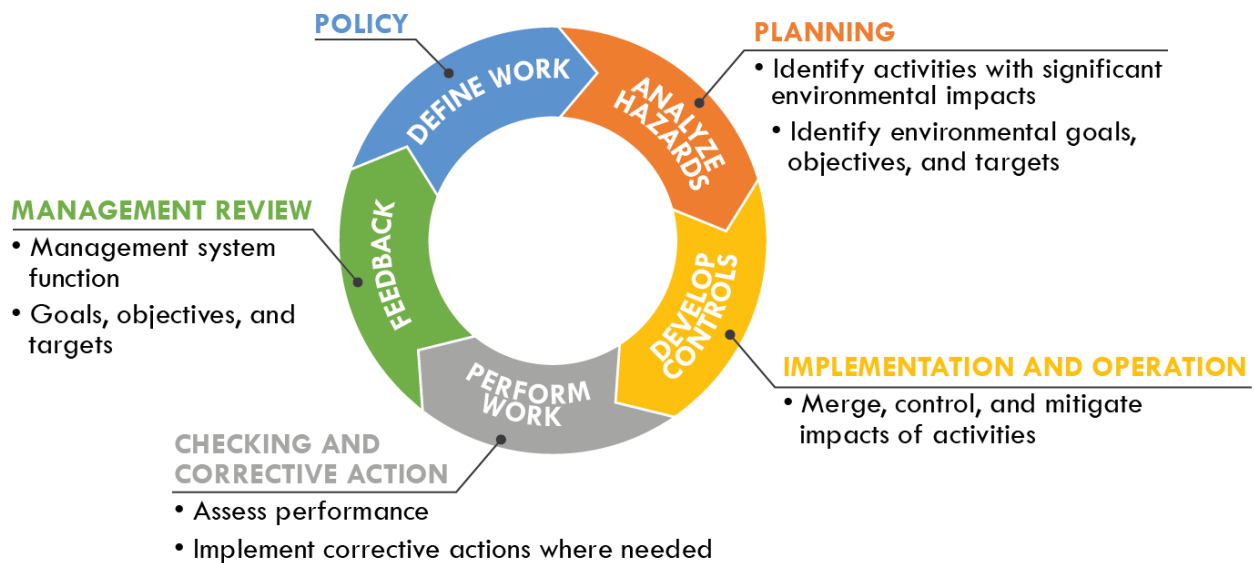 POLICY
DEFINE WORK
PLANNING
• Identify activities with significant
environmental impacts
• Identify environmental goals,
objectives, and targets
ANALYZE
HAZARDS
DEVELOP
CONTROLS
IMPLEMENTATION AND OPERATION
• Merge, control, and mitigate
impacts of activities
PERFORM
WORK
CHECKING AND
CORRECTIVE ACTION
• Assess performance
• Implement corrective actions where needed
FEEDBACK
MANAGEMENT REVIEW
• Management system
function
• Goals, objectives, and
targets